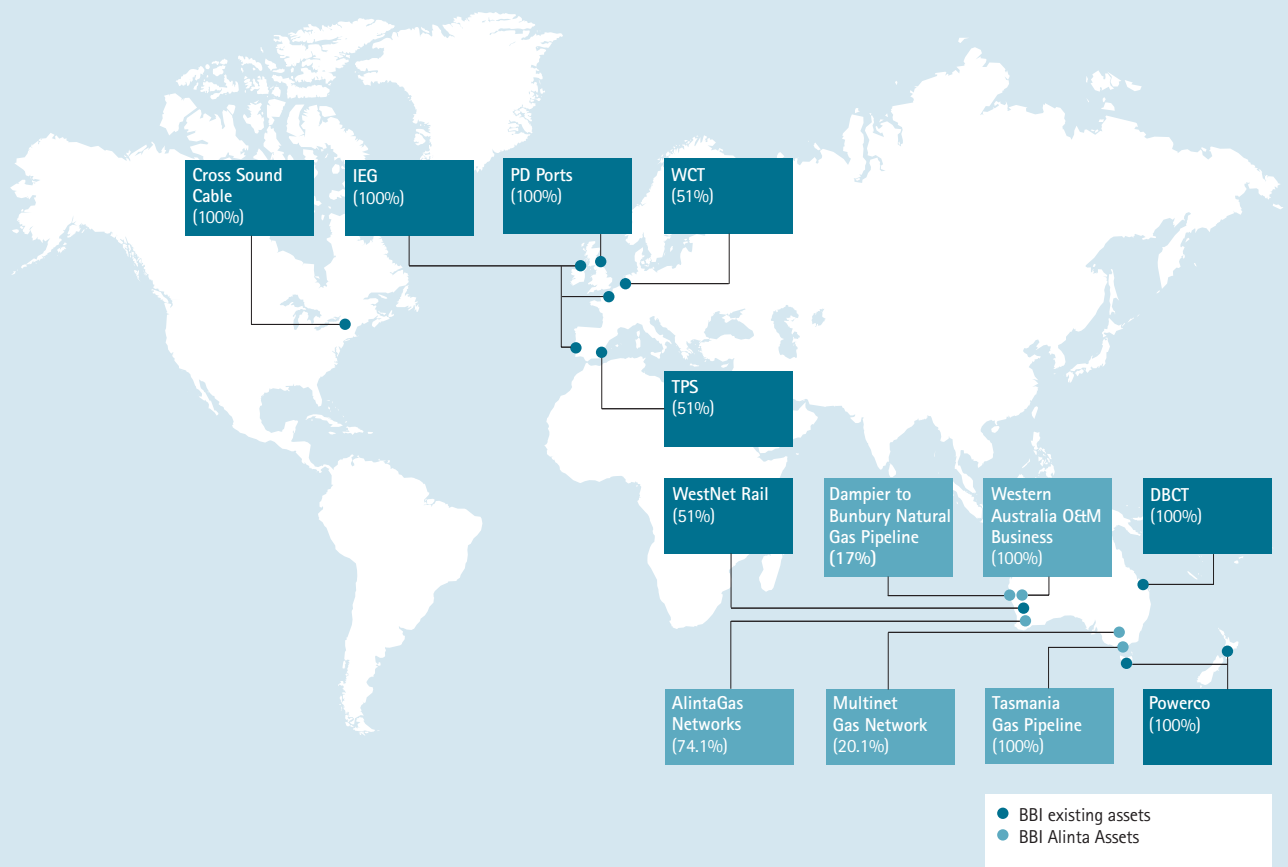 Cross Sound
Cable
(100%)
IEG
(100%)
PD Ports
(100%)
WCT
(51%)
TPS
(51%)
WestNet Rail
(51%)
Dampier to
Bunbury Natural
Gas Pipeline
(17%)
Western
Australia O&M
Business
(100%)
DBCT
(100%)
AlintaGas
Networks
(74.1%)
Multinet
Gas Network
(20.1%)
Tasmania
Gas Pipeline
(100%)
Powerco
(100%)
BBI existing assets
BBI Alinta Assets